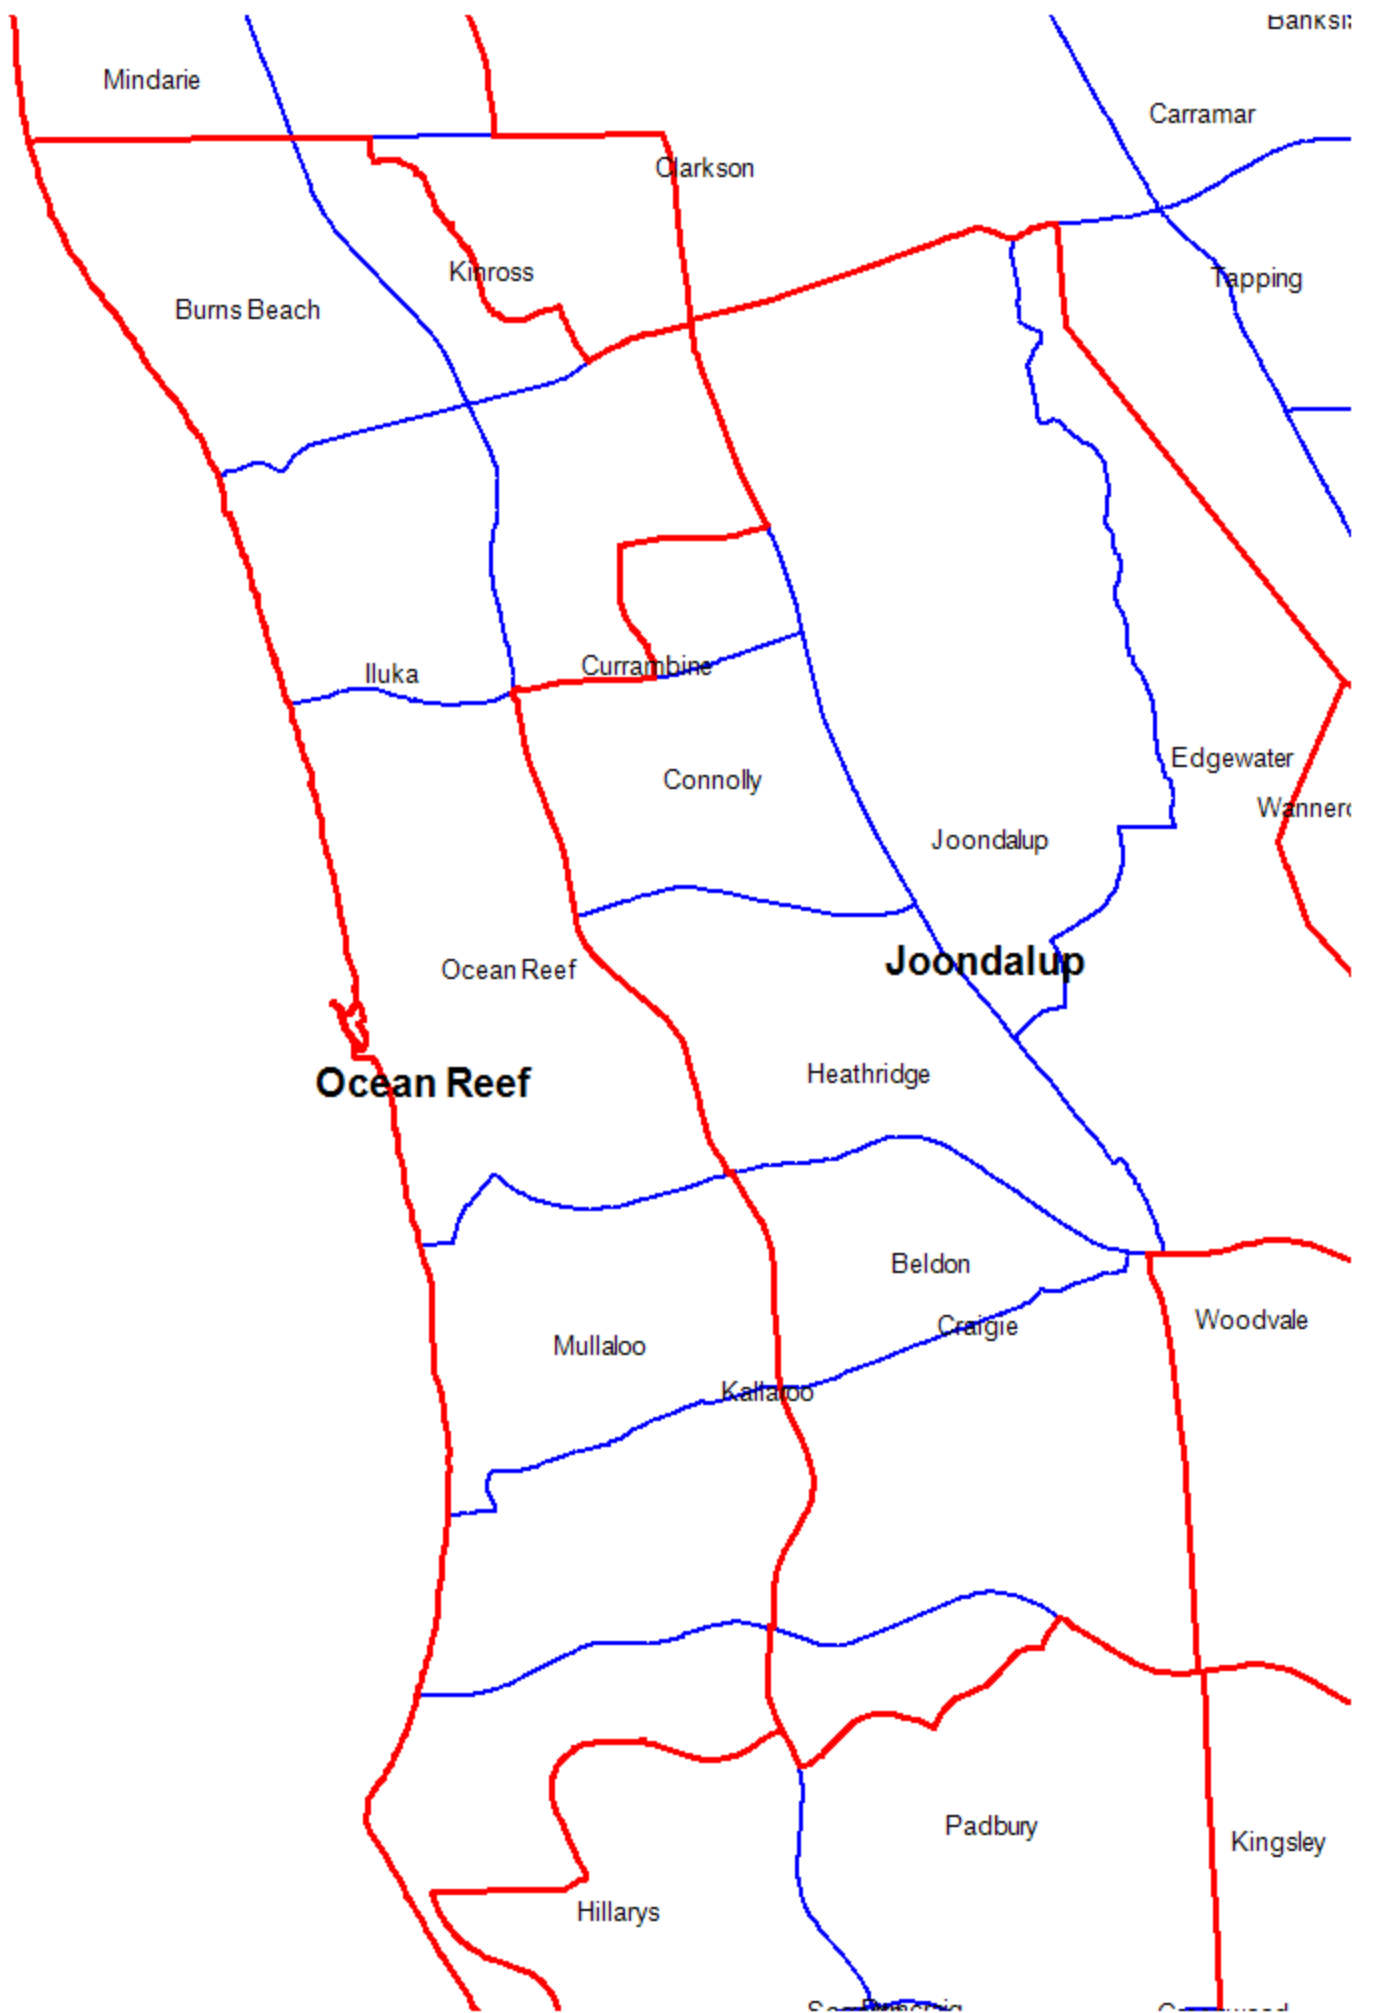 Mindarie
Carramar
Clarkson
Kinross
Tapping
Burns Beach
Iluka
Currambine
Connolly
Edgewater
Joondalup
Ocean Reef
Joondalup
Heathridge
Ocean Reef
Beldon
Woodvale
Craigie
Mullaloo
Kallaroo
Padbury
Kingsley
Hillarys